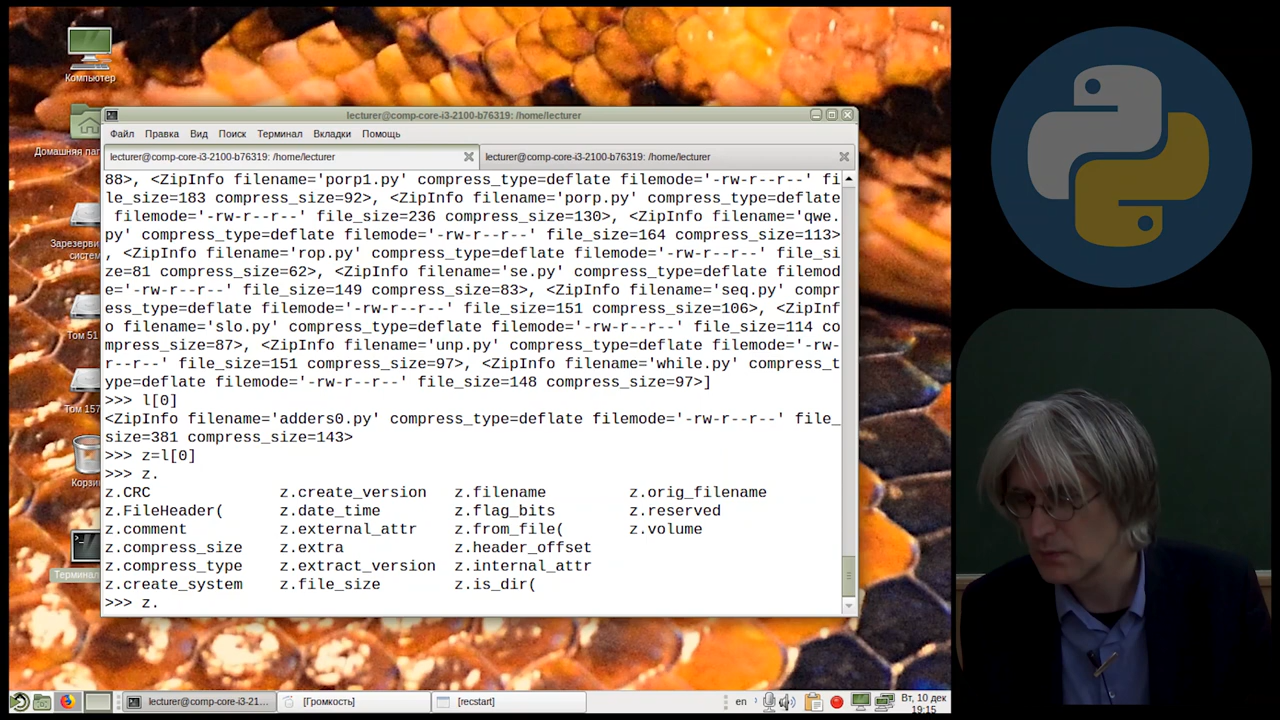 Компьютер
Домашняя пап
Зарезерви
систем
Том 51
Том 157
Корзи
Терминал
lecturer@comp-core-i3-2100-b76319: /home/lecturer
Файл Правка Вид Поиск Терминал Вкладки Помощь
lecturer@comp-core-i3-2100-b76319: /home/lecturer
lecturer@comp-core-i3-2100-b76319: /home/lecturer
88>, <ZipInfo filename='porp1.py' compress_type=deflate filemode='-rw-r--r--' fi
le_size=183 compress_size=92>, <ZipInfo filename='porp.py' compress_type=deflate
 filemode='-rw-r--r--' file_size=236 compress_size=130>, <ZipInfo filename='qwe.
py' compress_type=deflate filemode='-rw-r--r--' file_size=164 compress_size=113>
, <ZipInfo filename='rop.py' compress_type=deflate filemode='-rw-r--r--' file_si
ze=81 compress_size=62>, <ZipInfo filename='se.py' compress_type=deflate filemod
e='-rw-r--r--' file_size=149 compress_size=83>, <ZipInfo filename='seq.py' compr
ess_type=deflate filemode='-rw-r--r--' file_size=151 compress_size=106>, <ZipInf
o filename='slo.py' compress_type=deflate filemode='-rw-r--r--' file_size=114 co
mpress_size=87>, <ZipInfo filename='unp.py' compress_type=deflate filemode='-rw-
r--r--' file_size=151 compress_size=97>, <ZipInfo filename='while.py' compress_t
ype=deflate filemode='-rw-r--r--' file_size=148 compress_size=97>]
>>> l[0]
<ZipInfo filename='adders0.py' compress_type=deflate filemode='-rw-r--r--' file_
size=381 compress_size=143>
>>> z=l[0]
>>> z.
z.CRC z.create_version z.filename z.orig_filename
z.FileHeader( z.date_time z.flag_bits z.reserved
z.comment z.external_attr z.from_file( z.volume
z.compress_size z.extra z.header_offset
z.compress_type z.extract_version z.internal_attr
z.create_system z.file_size z.is_dir(
>>> z.
lecturer@comp-core-i3-21... [Громкость] [recstart] en Вт, 10 дек
19:15